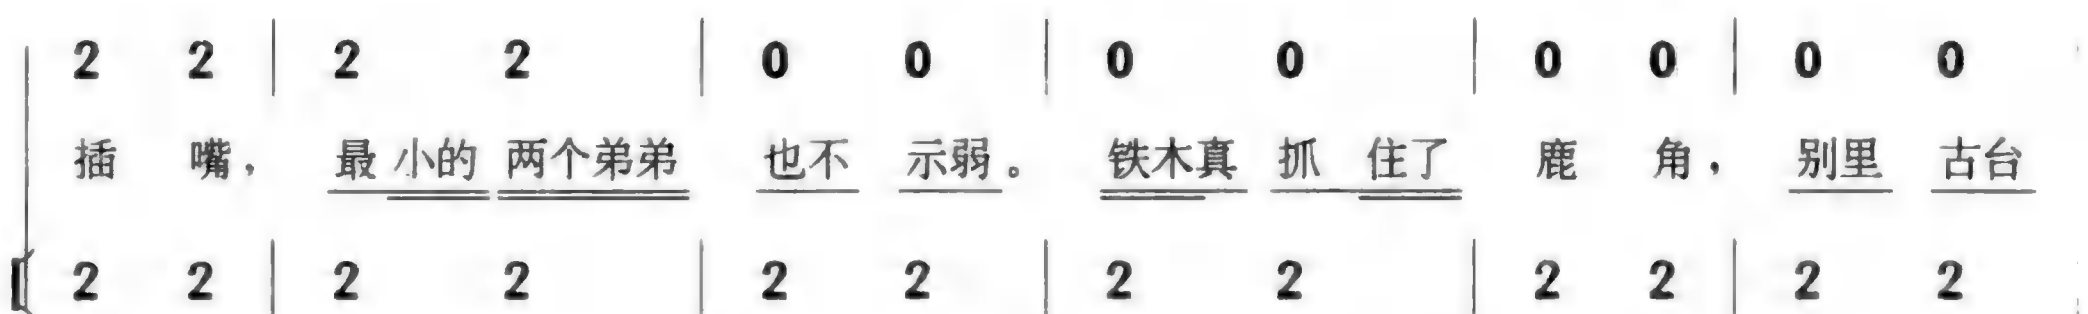 2 2 | 2 2 | 0 0 | 0 0 | 0 0 | 0 0
插 嘴， 最小的 两个弟弟 也不 示弱。 铁木真 抓 住了 鹿 角， 别里 古台
2 2 | 2 2 | 2 2 | 2 2 | 2 2 | 2 2